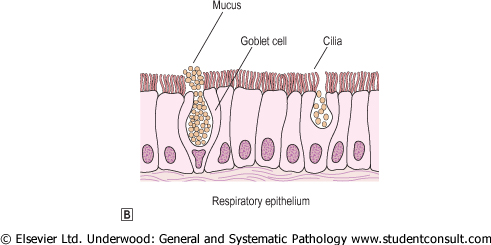 Mucus
Goblet cell
Cilia
Respiratory epithelium
B
© Elsevier Ltd. Underwood: General and Systematic Pathology www.studentconsult.com